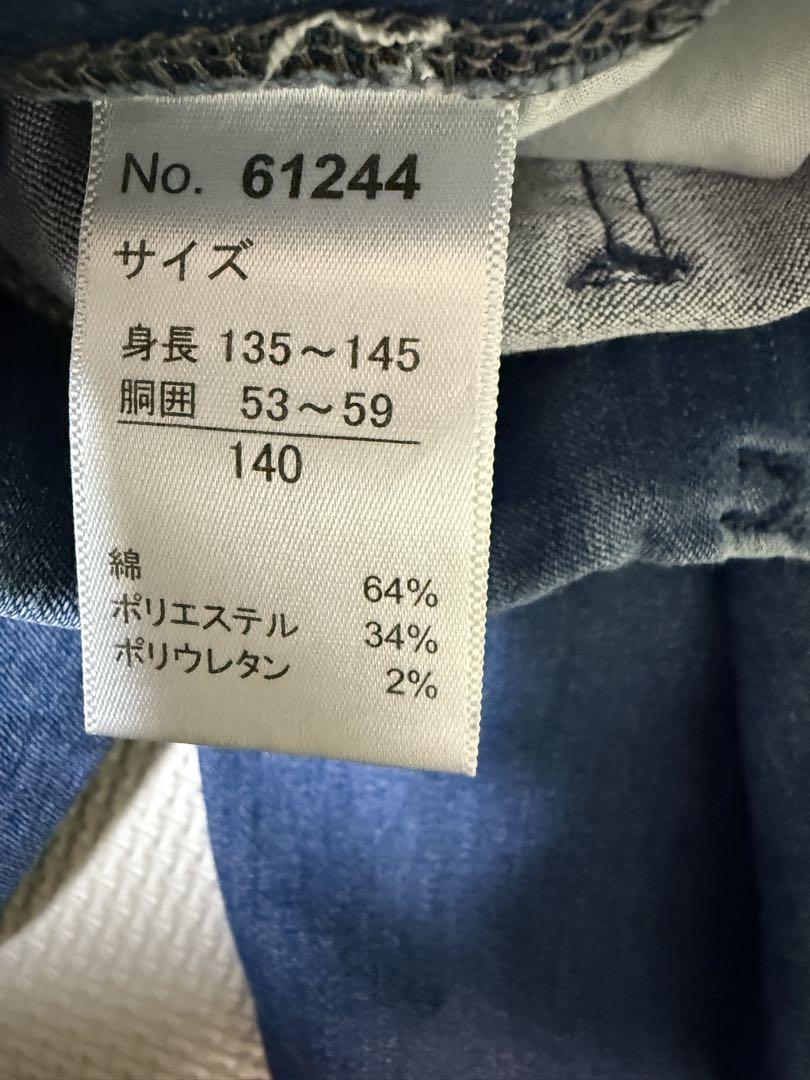 No. 61244
サイズ
身長 135～145
胴囲 53～59
140
綿 64%
ポリエステル 34%
ポリウレタン 2%